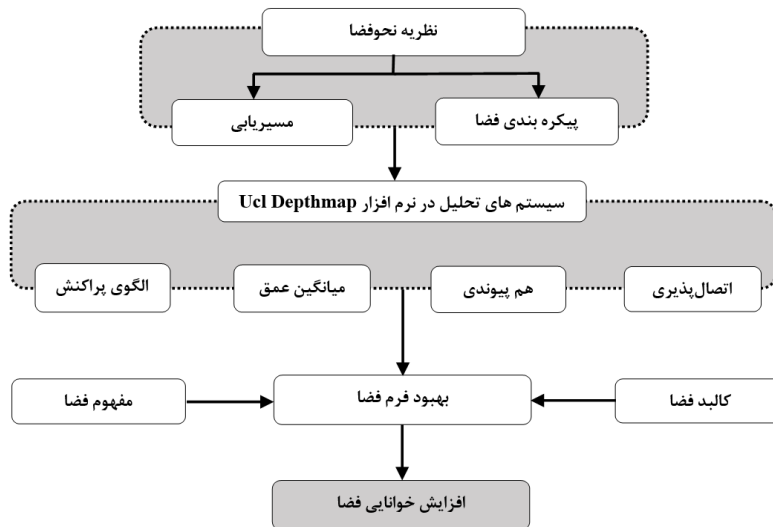 نظریه نحوفضا
پیکره بندی فضا
مسیریابی
سیستم های تحلیل در نرم افزار Ucl Depthmap
اتصال‌پذیری
هم پیوندی
میانگین عمق
الگوی پراکنش
کالبد فضا
بهبود فرم فضا
مفهوم فضا
افزایش خوانایی فضا